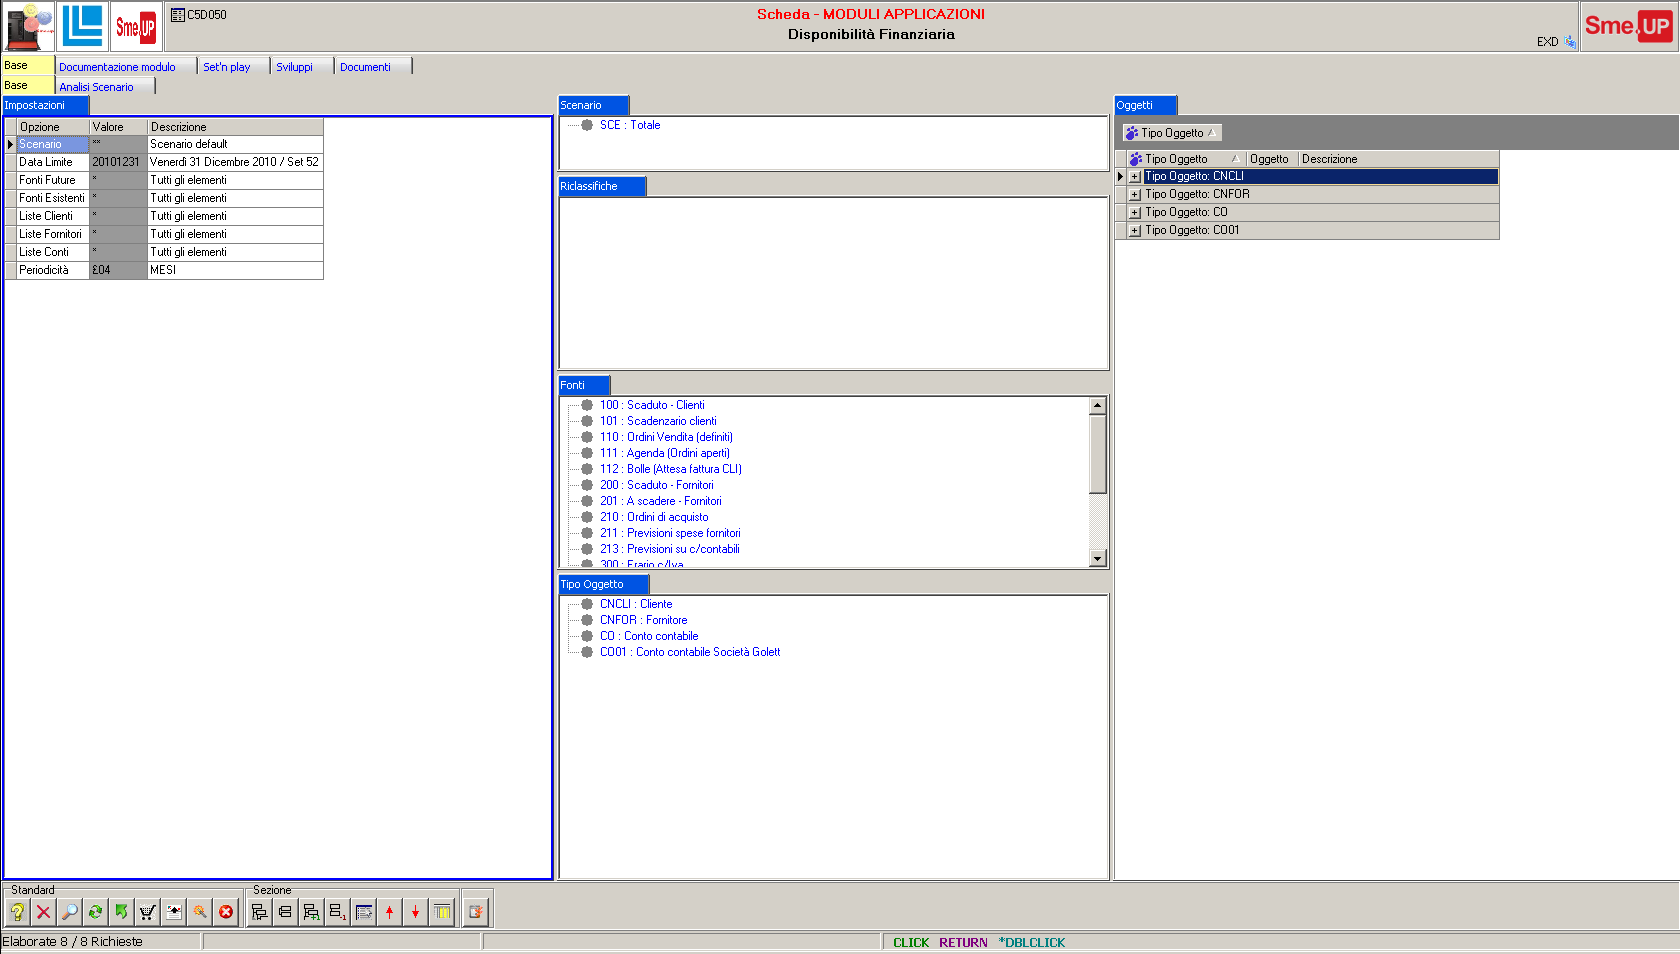 C5D050
Scheda - MODULI APPLICAZIONI
Disponibilità Finanziaria
Sme.UP
EXD
Sme.UP
Base
Documentazione modulo
Set'n play
Sviluppi
Documenti
Base
Analisi Scenario
Impostazioni
Opzione Valore Descrizione
Scenario ** Scenario default
Data Limite 20101231 Venerdì 31 Dicembre 2010 / Set 52
Fonti Future * Tutti gli elementi
Fonti Esistenti * Tutti gli elementi
Liste Clienti * Tutti gli elementi
Liste Fornitori * Tutti gli elementi
Liste Conti * Tutti gli elementi
Periodicità £04 MESI
Scenario
SCE : Totale
Riclassifiche
Fonti
100 : Scaduto - Clienti
101 : Scadenzario clienti
110 : Ordini Vendita (definiti)
111 : Agenda (Ordini aperti)
112 : Bolle (Attesa fattura CLI)
200 : Scaduto - Fornitori
201 : A scadere - Fornitori
210 : Ordini di acquisto
211 : Previsioni spese fornitori
213 : Previsioni su c/contabili
300 : Erario c/Iva
Tipo Oggetto
CNCLI : Cliente
CNFOR : Fornitore
CO : Conto contabile
CO01 : Conto contabile Società Golett
Oggetti
Tipo Oggetto
Tipo Oggetto Oggetto Descrizione
Tipo Oggetto: CNCLI
Tipo Oggetto: CNFOR
Tipo Oggetto: CO
Tipo Oggetto: CO01
Standard
Sezione
Elaborate 8 / 8 Richieste
CLICK RETURN *DBLCLICK